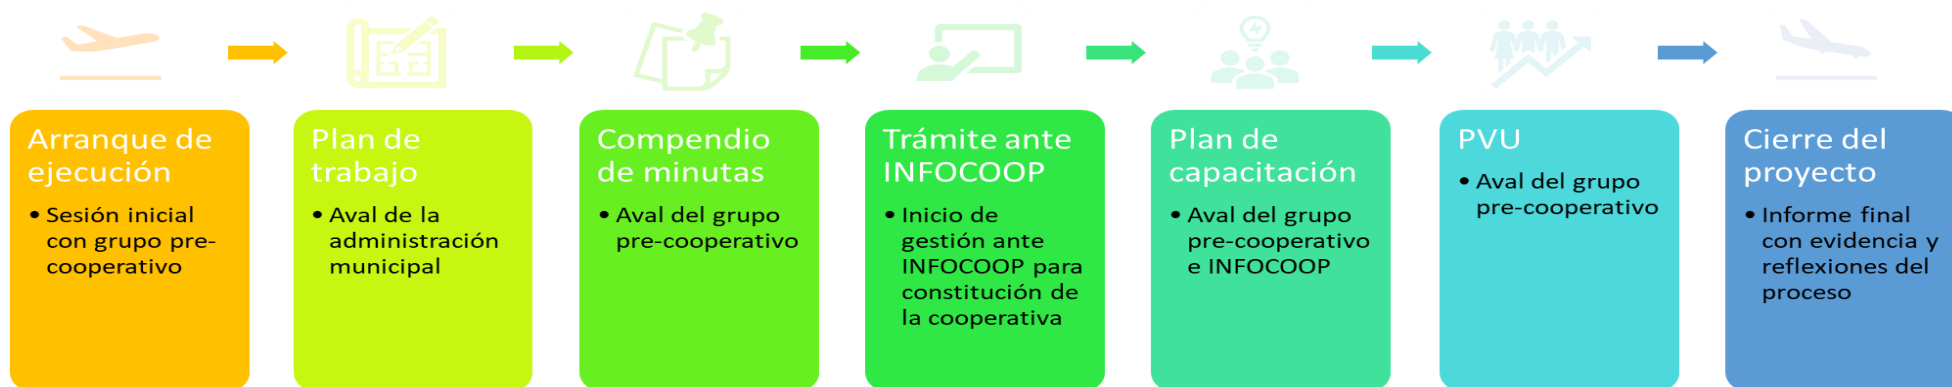 Arranque de
ejecución
• Sesión inicial
con grupo pre-
cooperativo
Plan de
trabajo
• Aval de la
administración
municipal
Compendio
de minutas
• Aval del grupo
pre-cooperativo
Trámite ante
INFOCOOP
• Inicio de
gestión ante
INFOCOOP para
constitución de
la cooperativa
Plan de
capacitación
• Aval del grupo
pre-cooperativo
e INFOCOOP
PVU
• Aval del grupo
pre-cooperativo
Cierre del
proyecto
• Informe final
con evidencia y
reflexiones del
proceso